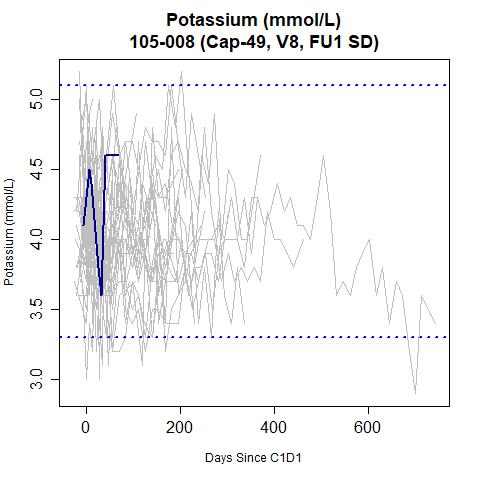 Potassium (mmol/L)
105-008 (Cap-49, V8, FU1 SD)
Potassium (mmol/L)
5.0
4.5
4.0
3.5
3.0
0
200
400
600
Days Since C1D1